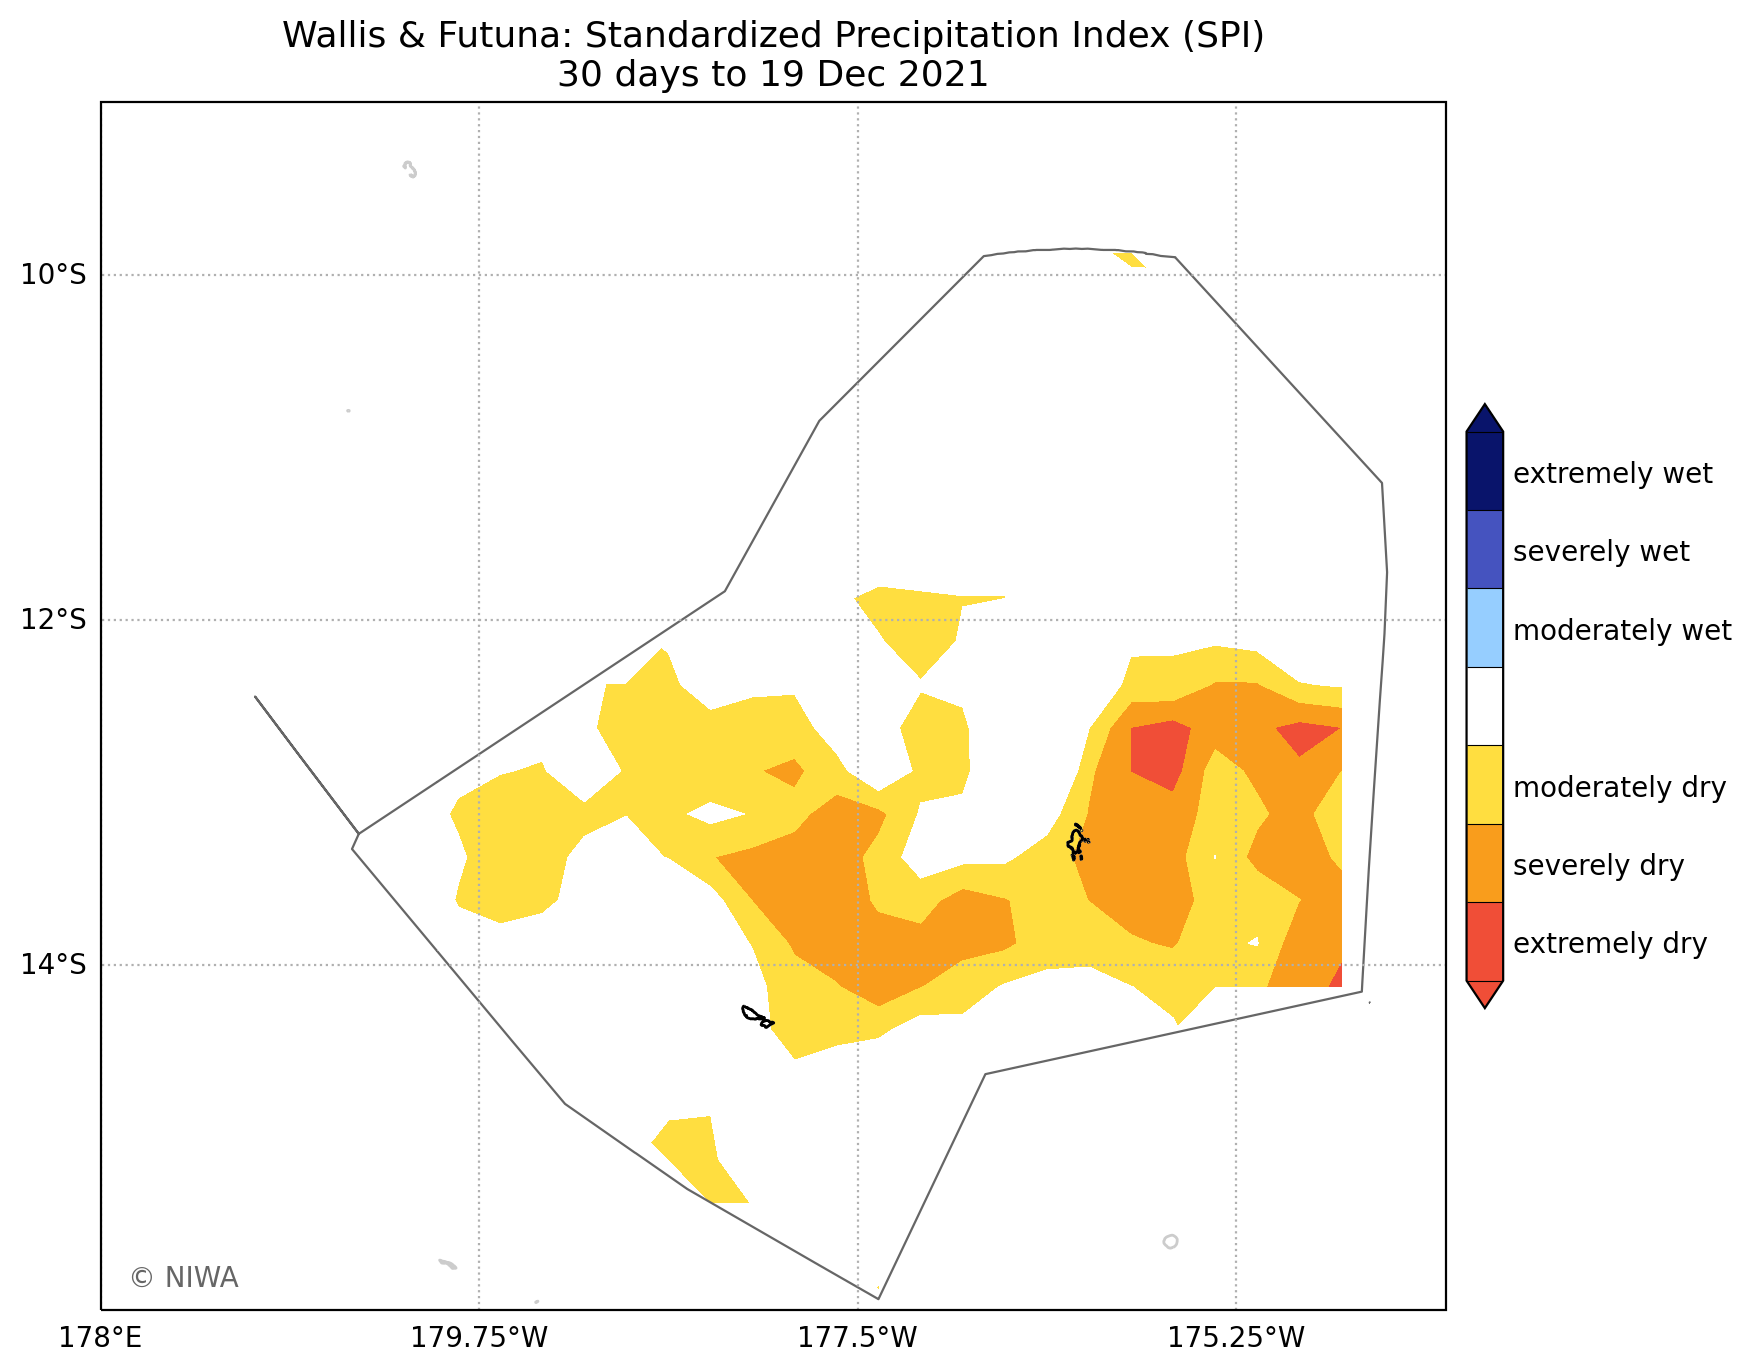 Wallis & Futuna: Standardized Precipitation Index (SPI)
30 days to 19 Dec 2021
10°S
12°S
14°S
178°E
179.75°W
177.5°W
175.25°W
extremely wet
severely wet
moderately wet
moderately dry
severely dry
extremely dry
© NIWA